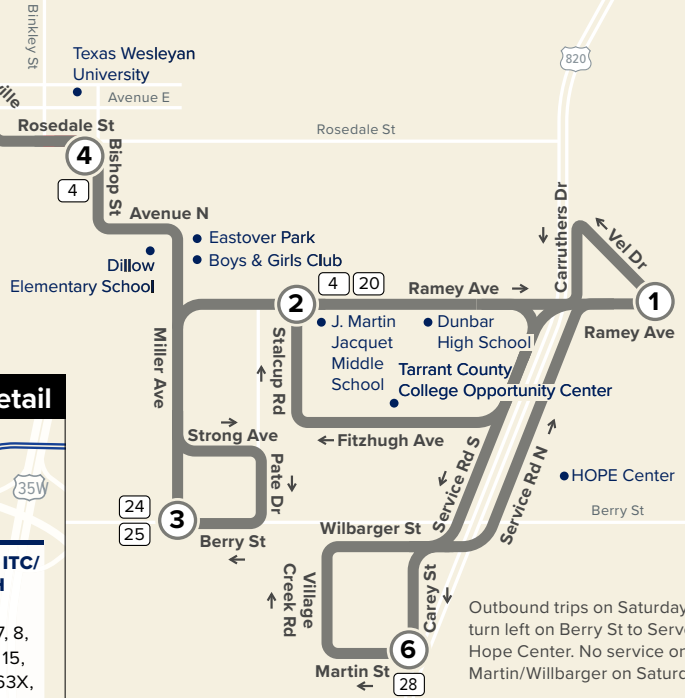 Binkley St
Texas Wesleyan
University
Avenue E
820
Rosedale St
Rosedale St
4
4
Bishop St
Avenue N
Eastover Park
Boys & Girls Club
Dillow
Elementary School
Carruthers Dr
Vel Dr
4 20
Ramey Ave
2
1
Ramey Ave
J. Martin
Jacquet
Middle
School
Dunbar
High School
Miller Ave
Stalcup Rd
Tarrant County
College Opportunity Center
Strong Ave
Fitzhugh Ave
Pate Dr
Service Rd S
Service Rd N
HOPE Center
35W
24
25
3
Berry St
Berry St
Wilbarger St
Village
Creek Rd
Carey St
6
Martin St
28
ITC/
7, 8,
15,
63X,
Outbound trips on Saturday
turn left on Berry St to Serv
Hope Center. No service on
Martin/Willbarger on Saturd